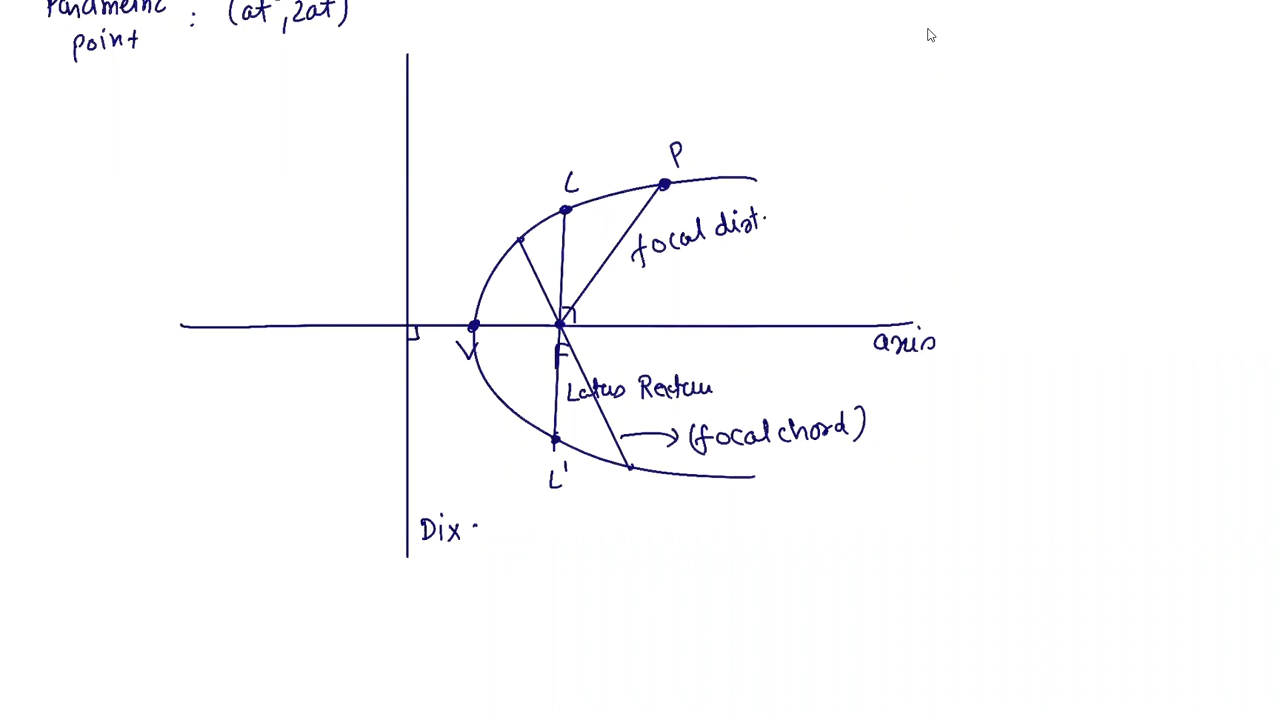 Parametric : (at², 2at)
point
P
L
focal dist.
V
F
axis
Latus Rectum
→ (focal chord)
L'
Dix.